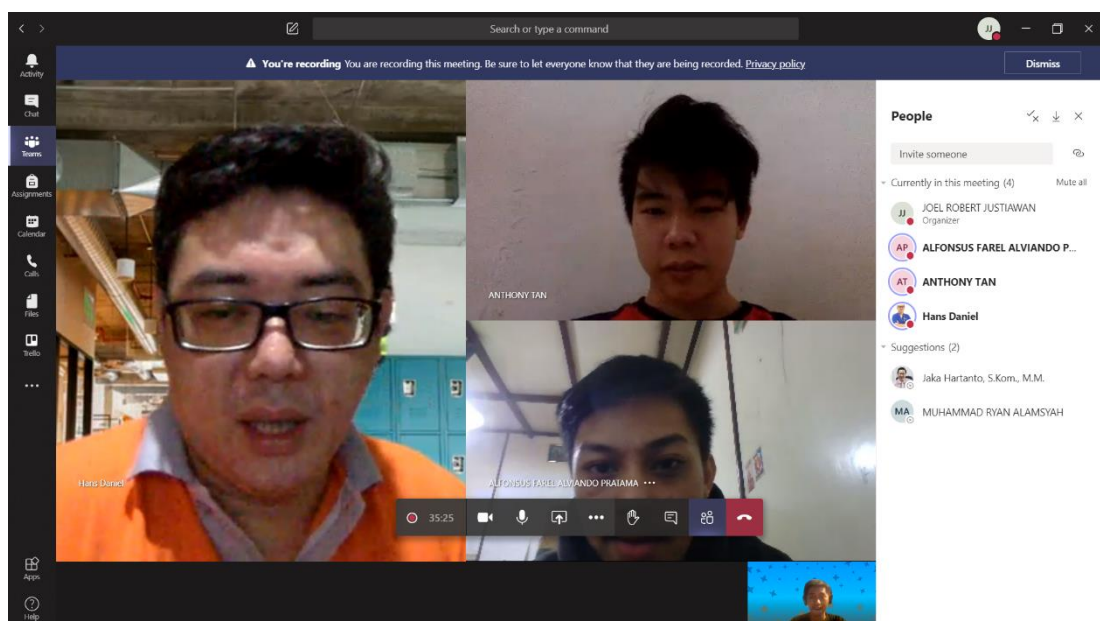 Search or type a command
JJ
You're recording You are recording this meeting. Be sure to let everyone know that they are being recorded. Privacy policy
Dismiss
Activity
Chat
Teams
Assignments
Calendar
Calls
Files
Trello
Apps
Help
Hans Daniel
ANTHONY TAN
ALFONSUS FAREL ALVIANDO PRATAMA
35:25
People
Invite someone
Currently in this meeting (4) Mute all
JJ JOEL ROBERT JUSTIAWAN
Organizer
AP ALFONSUS FAREL ALVIANDO P...
AT ANTHONY TAN
Hans Daniel
Suggestions (2)
Jaka Hartanto, S.Kom., M.M.
MA MUHAMMAD RYAN ALAMSYAH